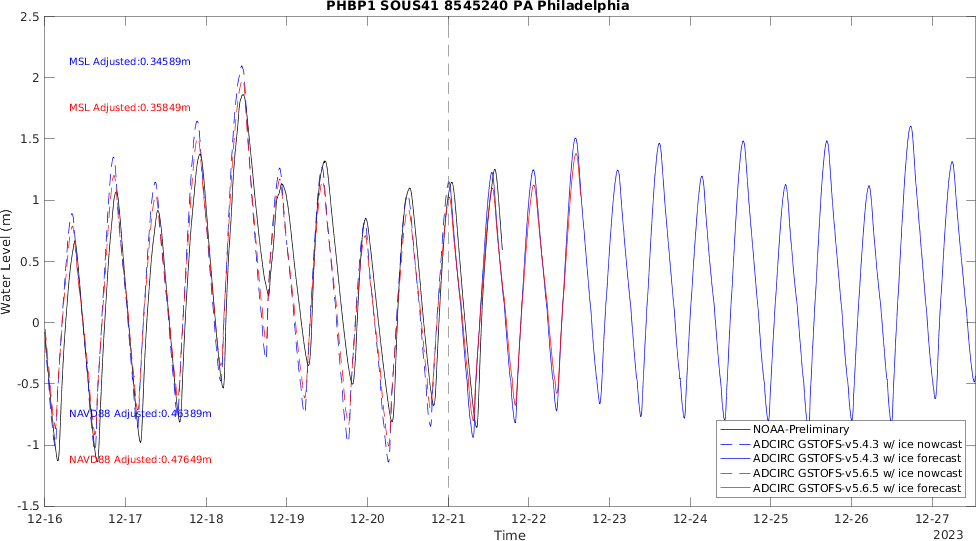 PHBP1 SOUS41 8545240 PA Philadelphia
2.5
2
1.5
1
0.5
0
-0.5
-1
-1.5
Water Level (m)
MSL Adjusted:0.34589m
MSL Adjusted:0.35849m
NAVD88 Adjusted:0.46389m
NAVD88 Adjusted:0.47649m
NOAA-Preliminary
ADCIRC GSTOFS-v5.4.3 w/ ice nowcast
ADCIRC GSTOFS-v5.4.3 w/ ice forecast
ADCIRC GSTOFS-v5.6.5 w/ ice nowcast
ADCIRC GSTOFS-v5.6.5 w/ ice forecast
12-16 12-17 12-18 12-19 12-20 12-21 12-22 12-23 12-24 12-25 12-26 12-27
Time
2023